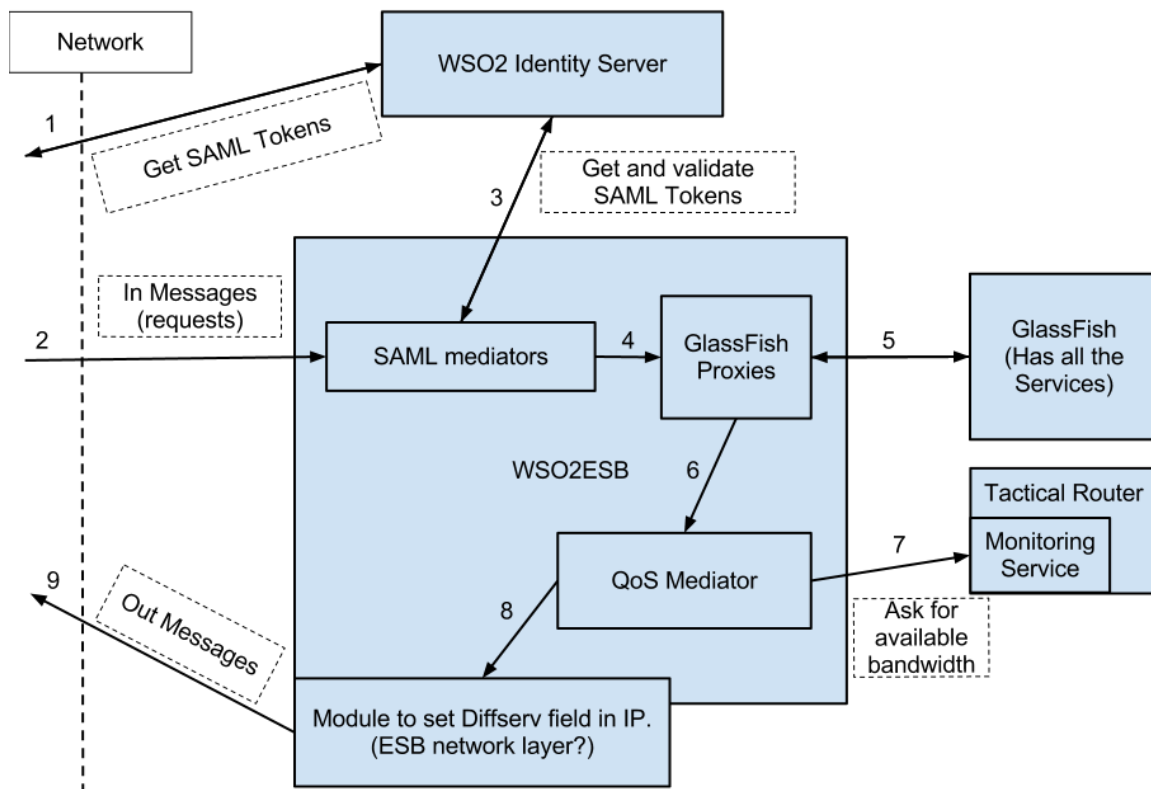 Network
WSO2 Identity Server
1
Get SAML Tokens
3
Get and validate
SAML Tokens
In Messages
(requests)
2
SAML mediators
4
GlassFish
Proxies
5
GlassFish
(Has all the
Services)
WSO2ESB
6
Tactical Router
Monitoring
Service
QoS Mediator
7
9
Out Messages
8
Ask for
available
bandwidth
Module to set Diffserv field in IP.
(ESB network layer?)